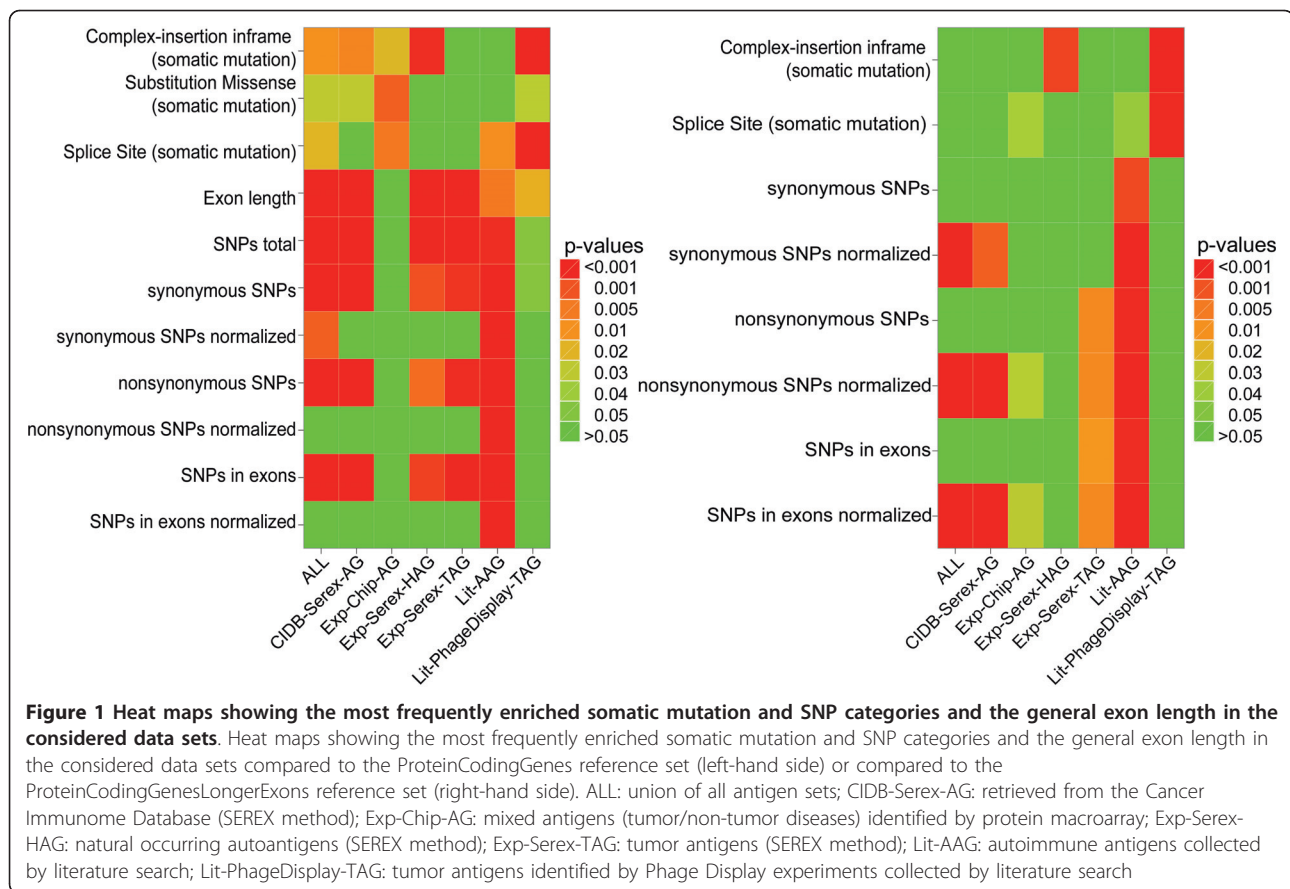 Complex-insertion inframe
(somatic mutation)
Substitution Missense
(somatic mutation)
Splice Site (somatic mutation)
Exon length
SNPs total
synonymous SNPs
synonymous SNPs normalized
nonsynonymous SNPs
nonsynonymous SNPs normalized
SNPs in exons
SNPs in exons normalized
ALL
CIDB-Serex-AG
Exp-Chip-AG
Exp-Serex-HAG
Exp-Serex-TAG
Lit-AAG
Lit-PhageDisplay-TAG
p-values
<0.001
0.001
0.005
0.01
0.02
0.03
0.04
0.05
>0.05
Complex-insertion inframe
(somatic mutation)
Splice Site (somatic mutation)
synonymous SNPs
synonymous SNPs normalized
nonsynonymous SNPs
nonsynonymous SNPs normalized
SNPs in exons
SNPs in exons normalized
ALL
CIDB-Serex-AG
Exp-Chip-AG
Exp-Serex-HAG
Exp-Serex-TAG
Lit-AAG
Lit-PhageDisplay-TAG
p-values
<0.001
0.001
0.005
0.01
0.02
0.03
0.04
0.05
>0.05
Figure 1 Heat maps showing the most frequently enriched somatic mutation and SNP categories and the general exon length in the
considered data sets. Heat maps showing the most frequently enriched somatic mutation and SNP categories and the general exon length in
the considered data sets compared to the ProteinCodingGenes reference set (left-hand side) or compared to the
ProteinCodingGenesLongerExons reference set (right-hand side). ALL: union of all antigen sets; CIDB-Serex-AG: retrieved from the Cancer
Immunome Database (SEREX method); Exp-Chip-AG: mixed antigens (tumor/non-tumor diseases) identified by protein macroarray; Exp-Serex-
HAG: natural occurring autoantigens (SEREX method); Exp-Serex-TAG: tumor antigens (SEREX method); Lit-AAG: autoimmune antigens collected
by literature search; Lit-PhageDisplay-TAG: tumor antigens identified by Phage Display experiments collected by literature search